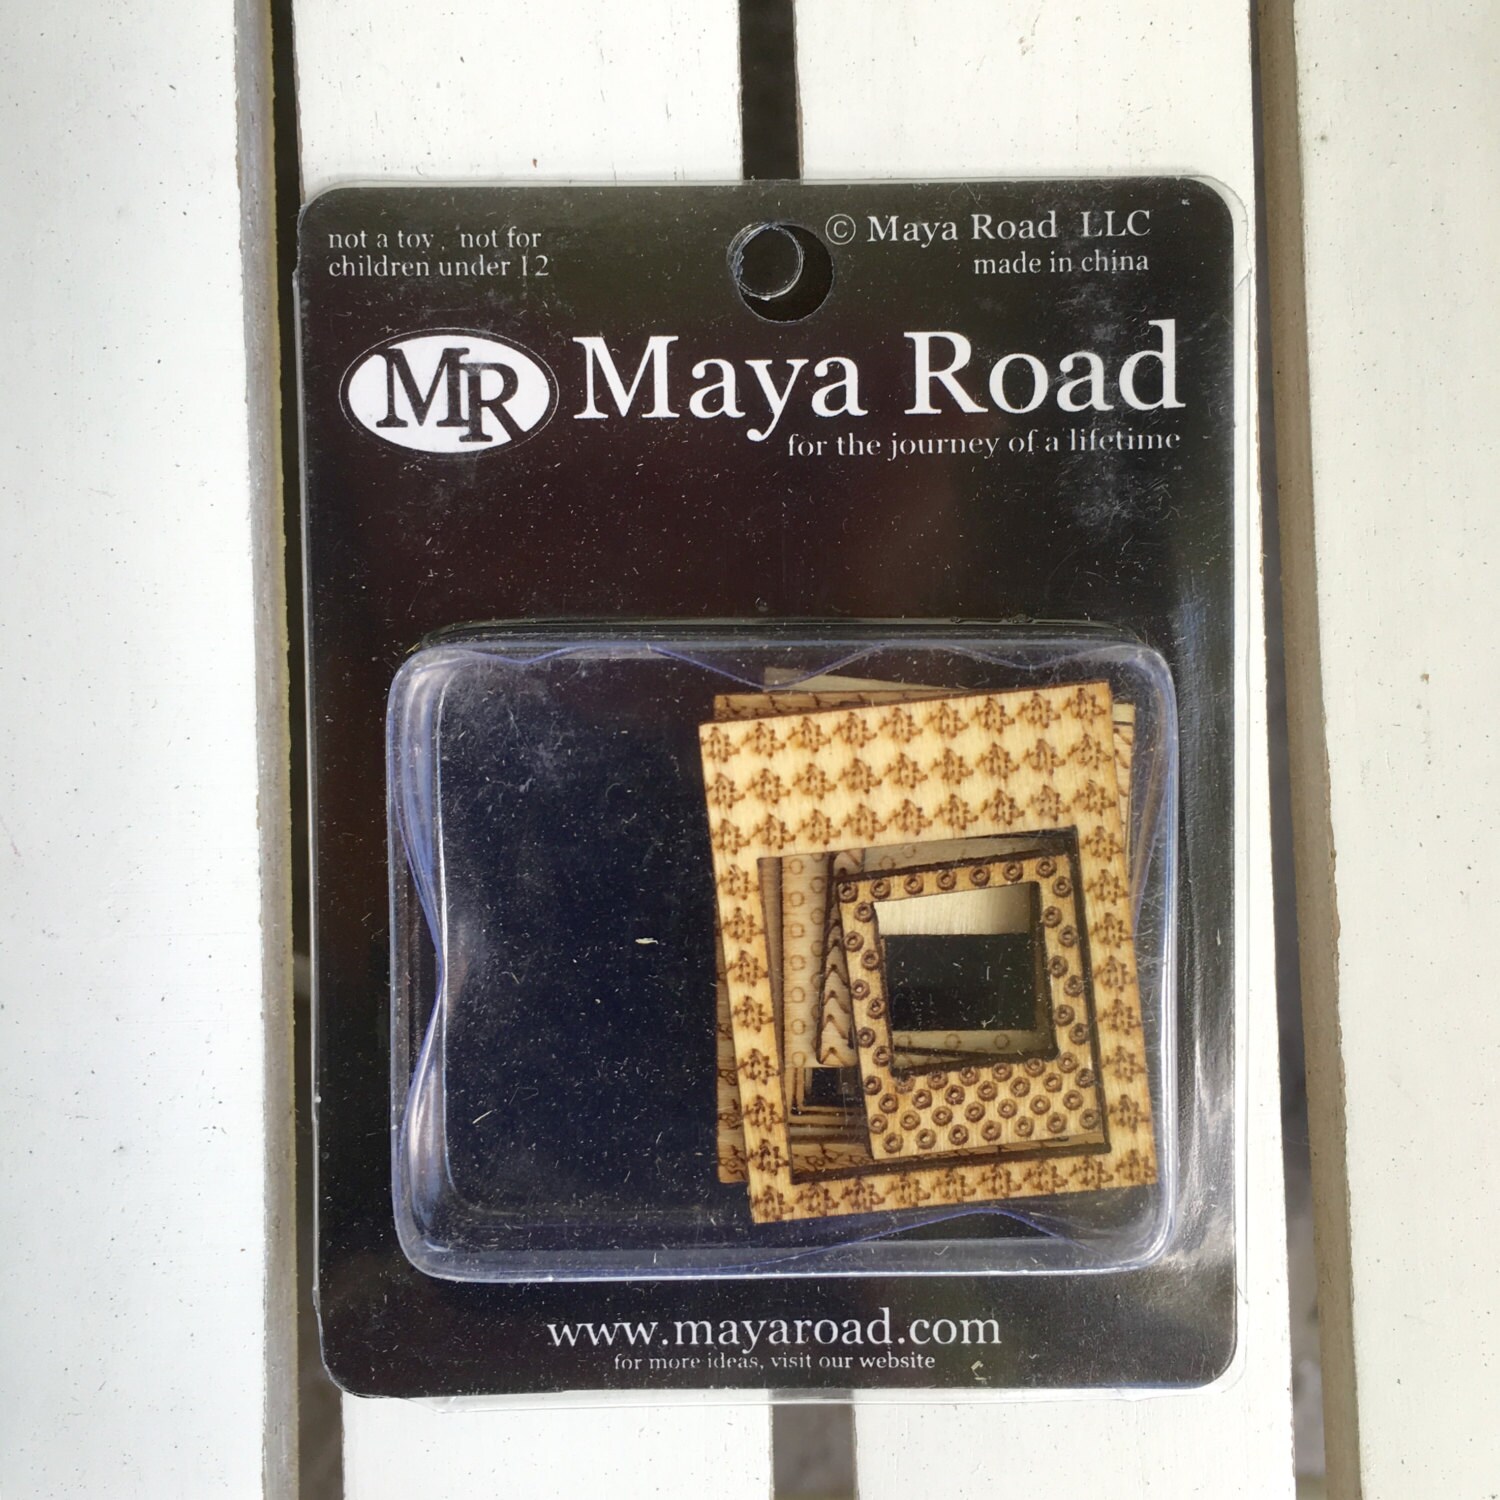 not a toy, not for
children under 12
© Maya Road LLC
made in china
MR Maya Road
for the journey of a lifetime
www.mayaroad.com
for more ideas, visit our website